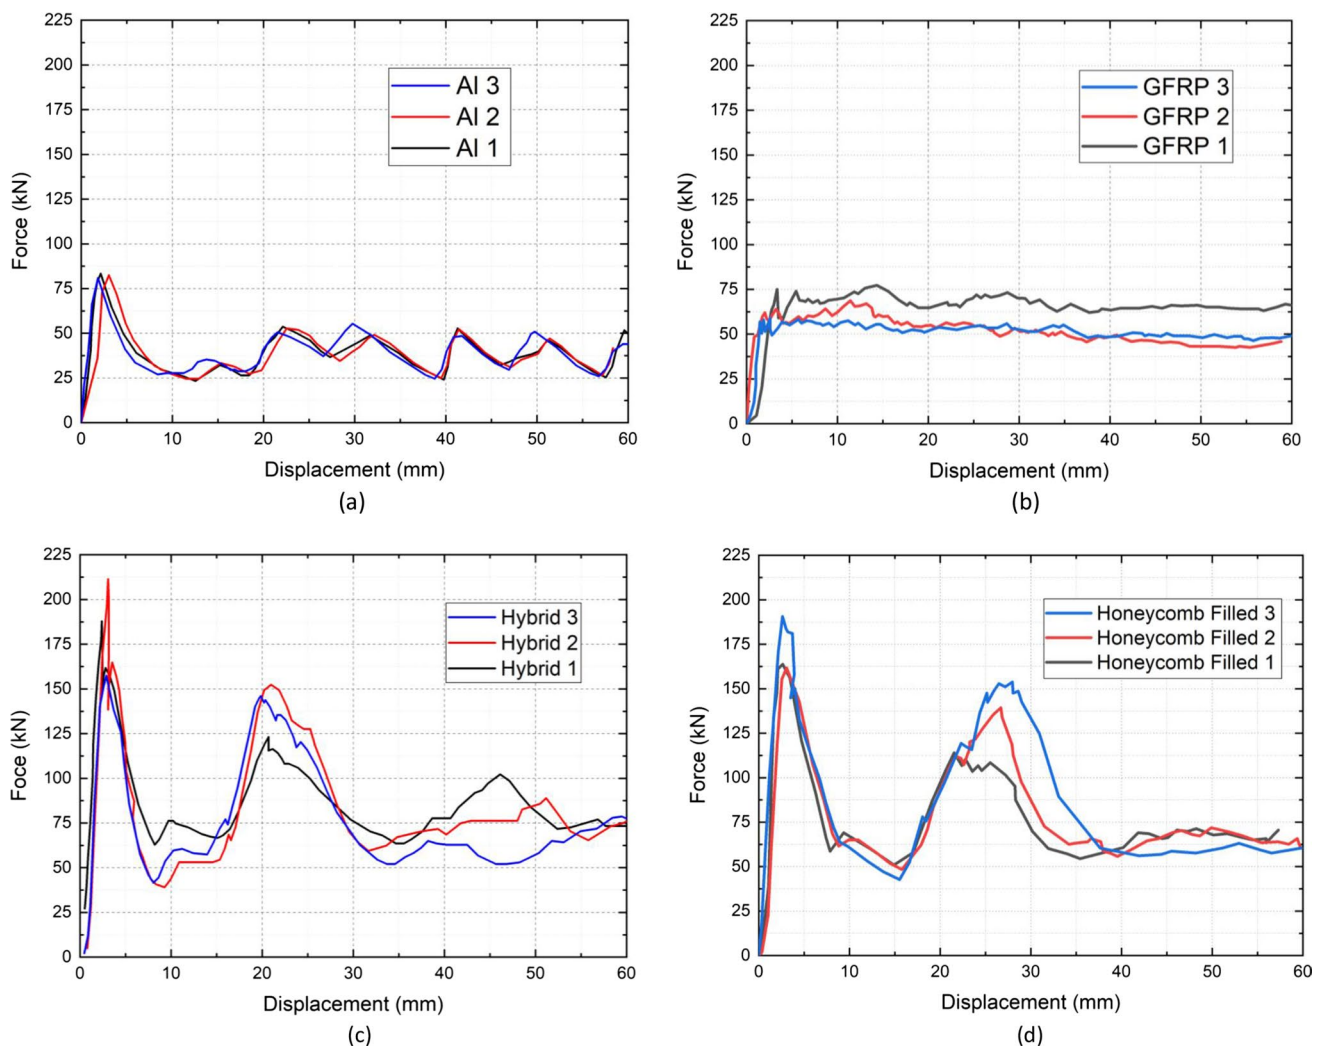 225
200
175
150
125
100
75
50
25
0
Force (kN)
Al 3
Al 2
Al 1
0 10 20 30 40 50 60
Displacement (mm)
(a)
225
200
175
150
125
100
75
50
25
0
Force (kN)
GFRP 3
GFRP 2
GFRP 1
0 10 20 30 40 50 60
Displacement (mm)
(b)
225
200
175
150
125
100
75
50
25
0
Foce (kN)
Hybrid 3
Hybrid 2
Hybrid 1
0 10 20 30 40 50 60
Displacement (mm)
(c)
225
200
175
150
125
100
75
50
25
0
Force (kN)
Honeycomb Filled 3
Honeycomb Filled 2
Honeycomb Filled 1
0 10 20 30 40 50 60
Displacement (mm)
(d)